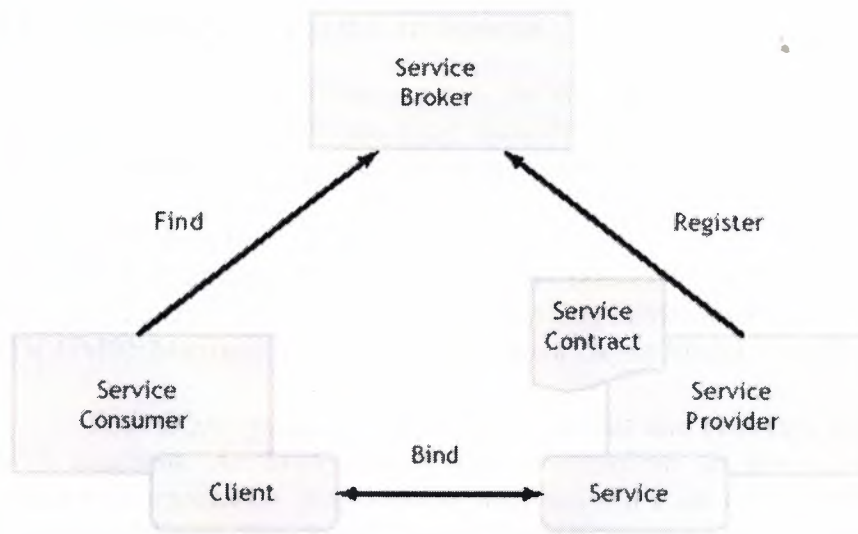 Service
Broker
Find
Register
Service
Contract
Service
Consumer
Service
Provider
Bind
Client
Service